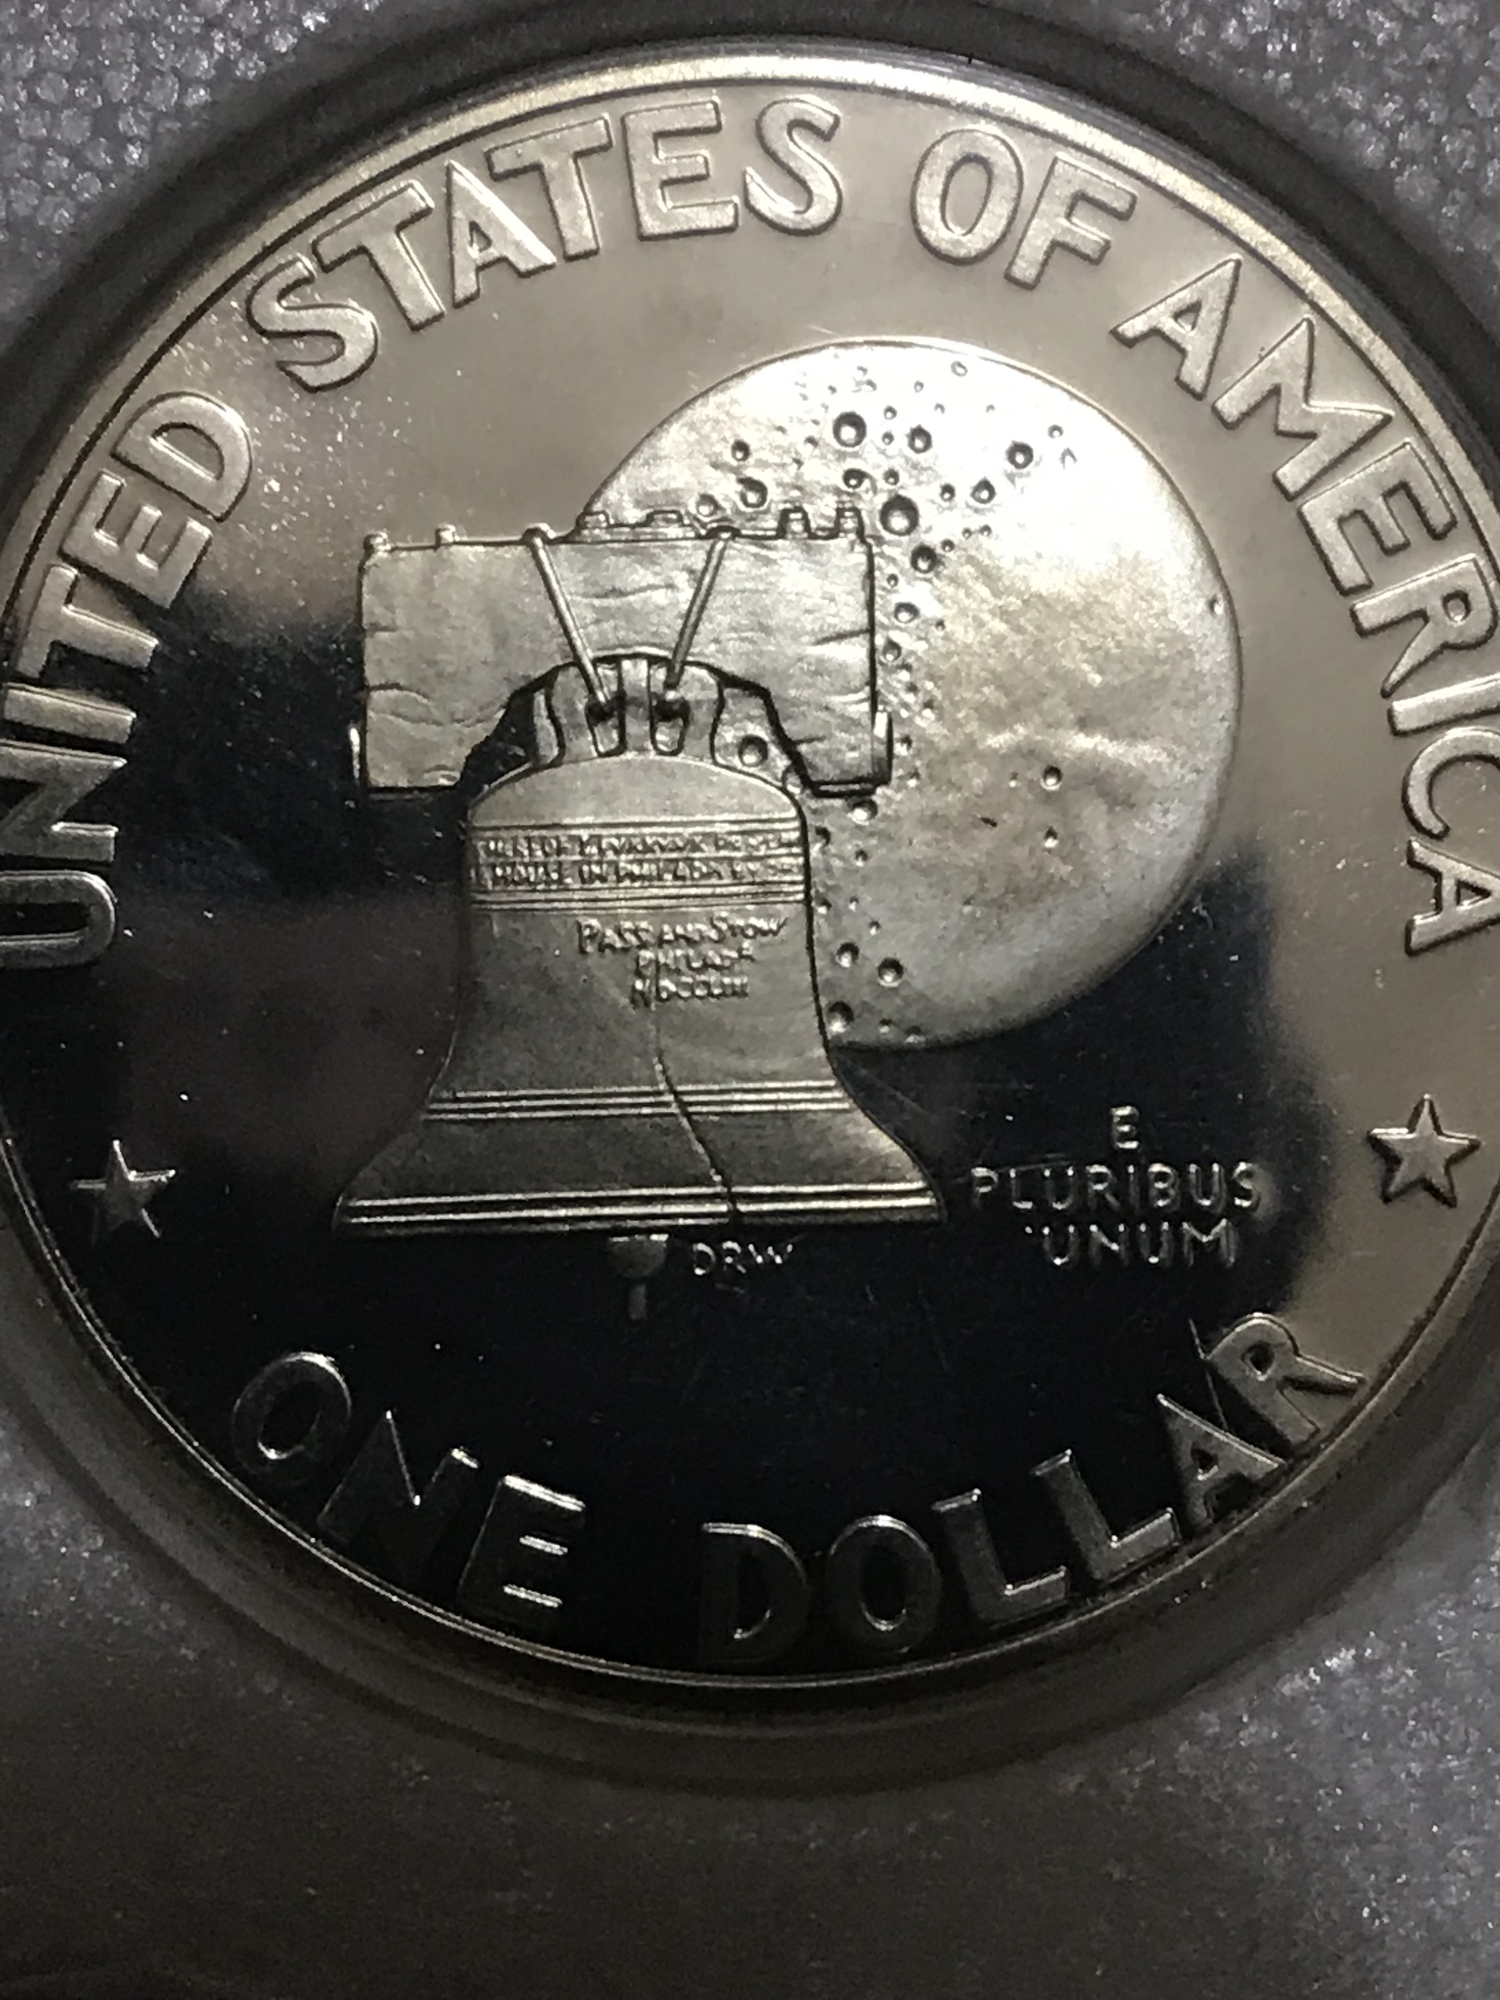 UNITED STATES OF AMERICA
PASS AND STOW
PHILADA
MDCCLIII
E
PLURIBUS
UNUM
DRW
ONE DOLLAR